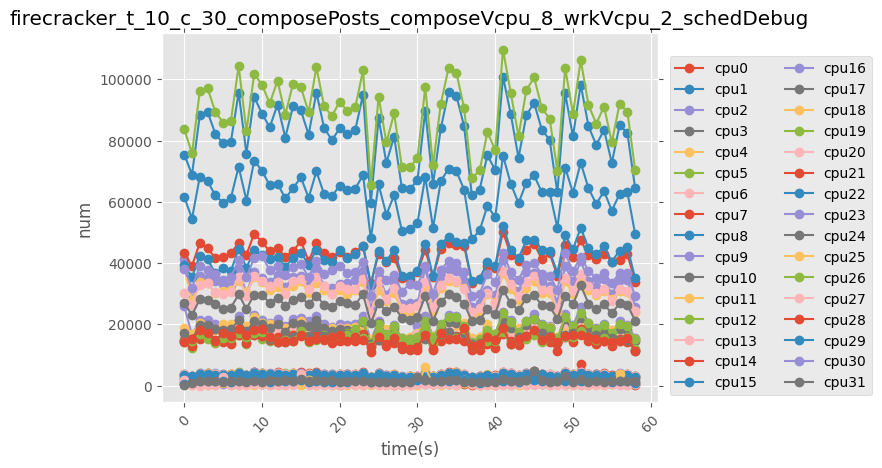 firecracker_t_10_c_30_composePosts_composeVcpu_8_wrkVcpu_2_schedDebug
100000
80000
60000
40000
20000
0
num
0 10 20 30 40 50 60
time(s)
cpu0 cpu16
cpu1 cpu17
cpu2 cpu18
cpu3 cpu19
cpu4 cpu20
cpu5 cpu21
cpu6 cpu22
cpu7 cpu23
cpu8 cpu24
cpu9 cpu25
cpu10 cpu26
cpu11 cpu27
cpu12 cpu28
cpu13 cpu29
cpu14 cpu30
cpu15 cpu31